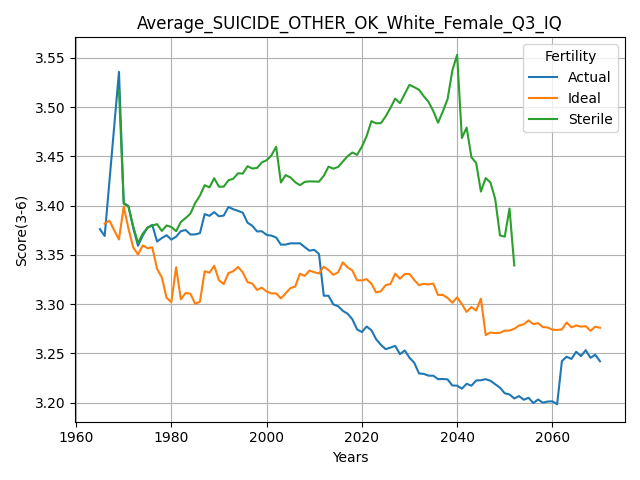 Average_SUICIDE_OTHER_OK_White_Female_Q3_IQ
Fertility
Actual
Ideal
Sterile
Score(3-6)
3.55
3.50
3.45
3.40
3.35
3.30
3.25
3.20
1960 1980 2000 2020 2040 2060
Years